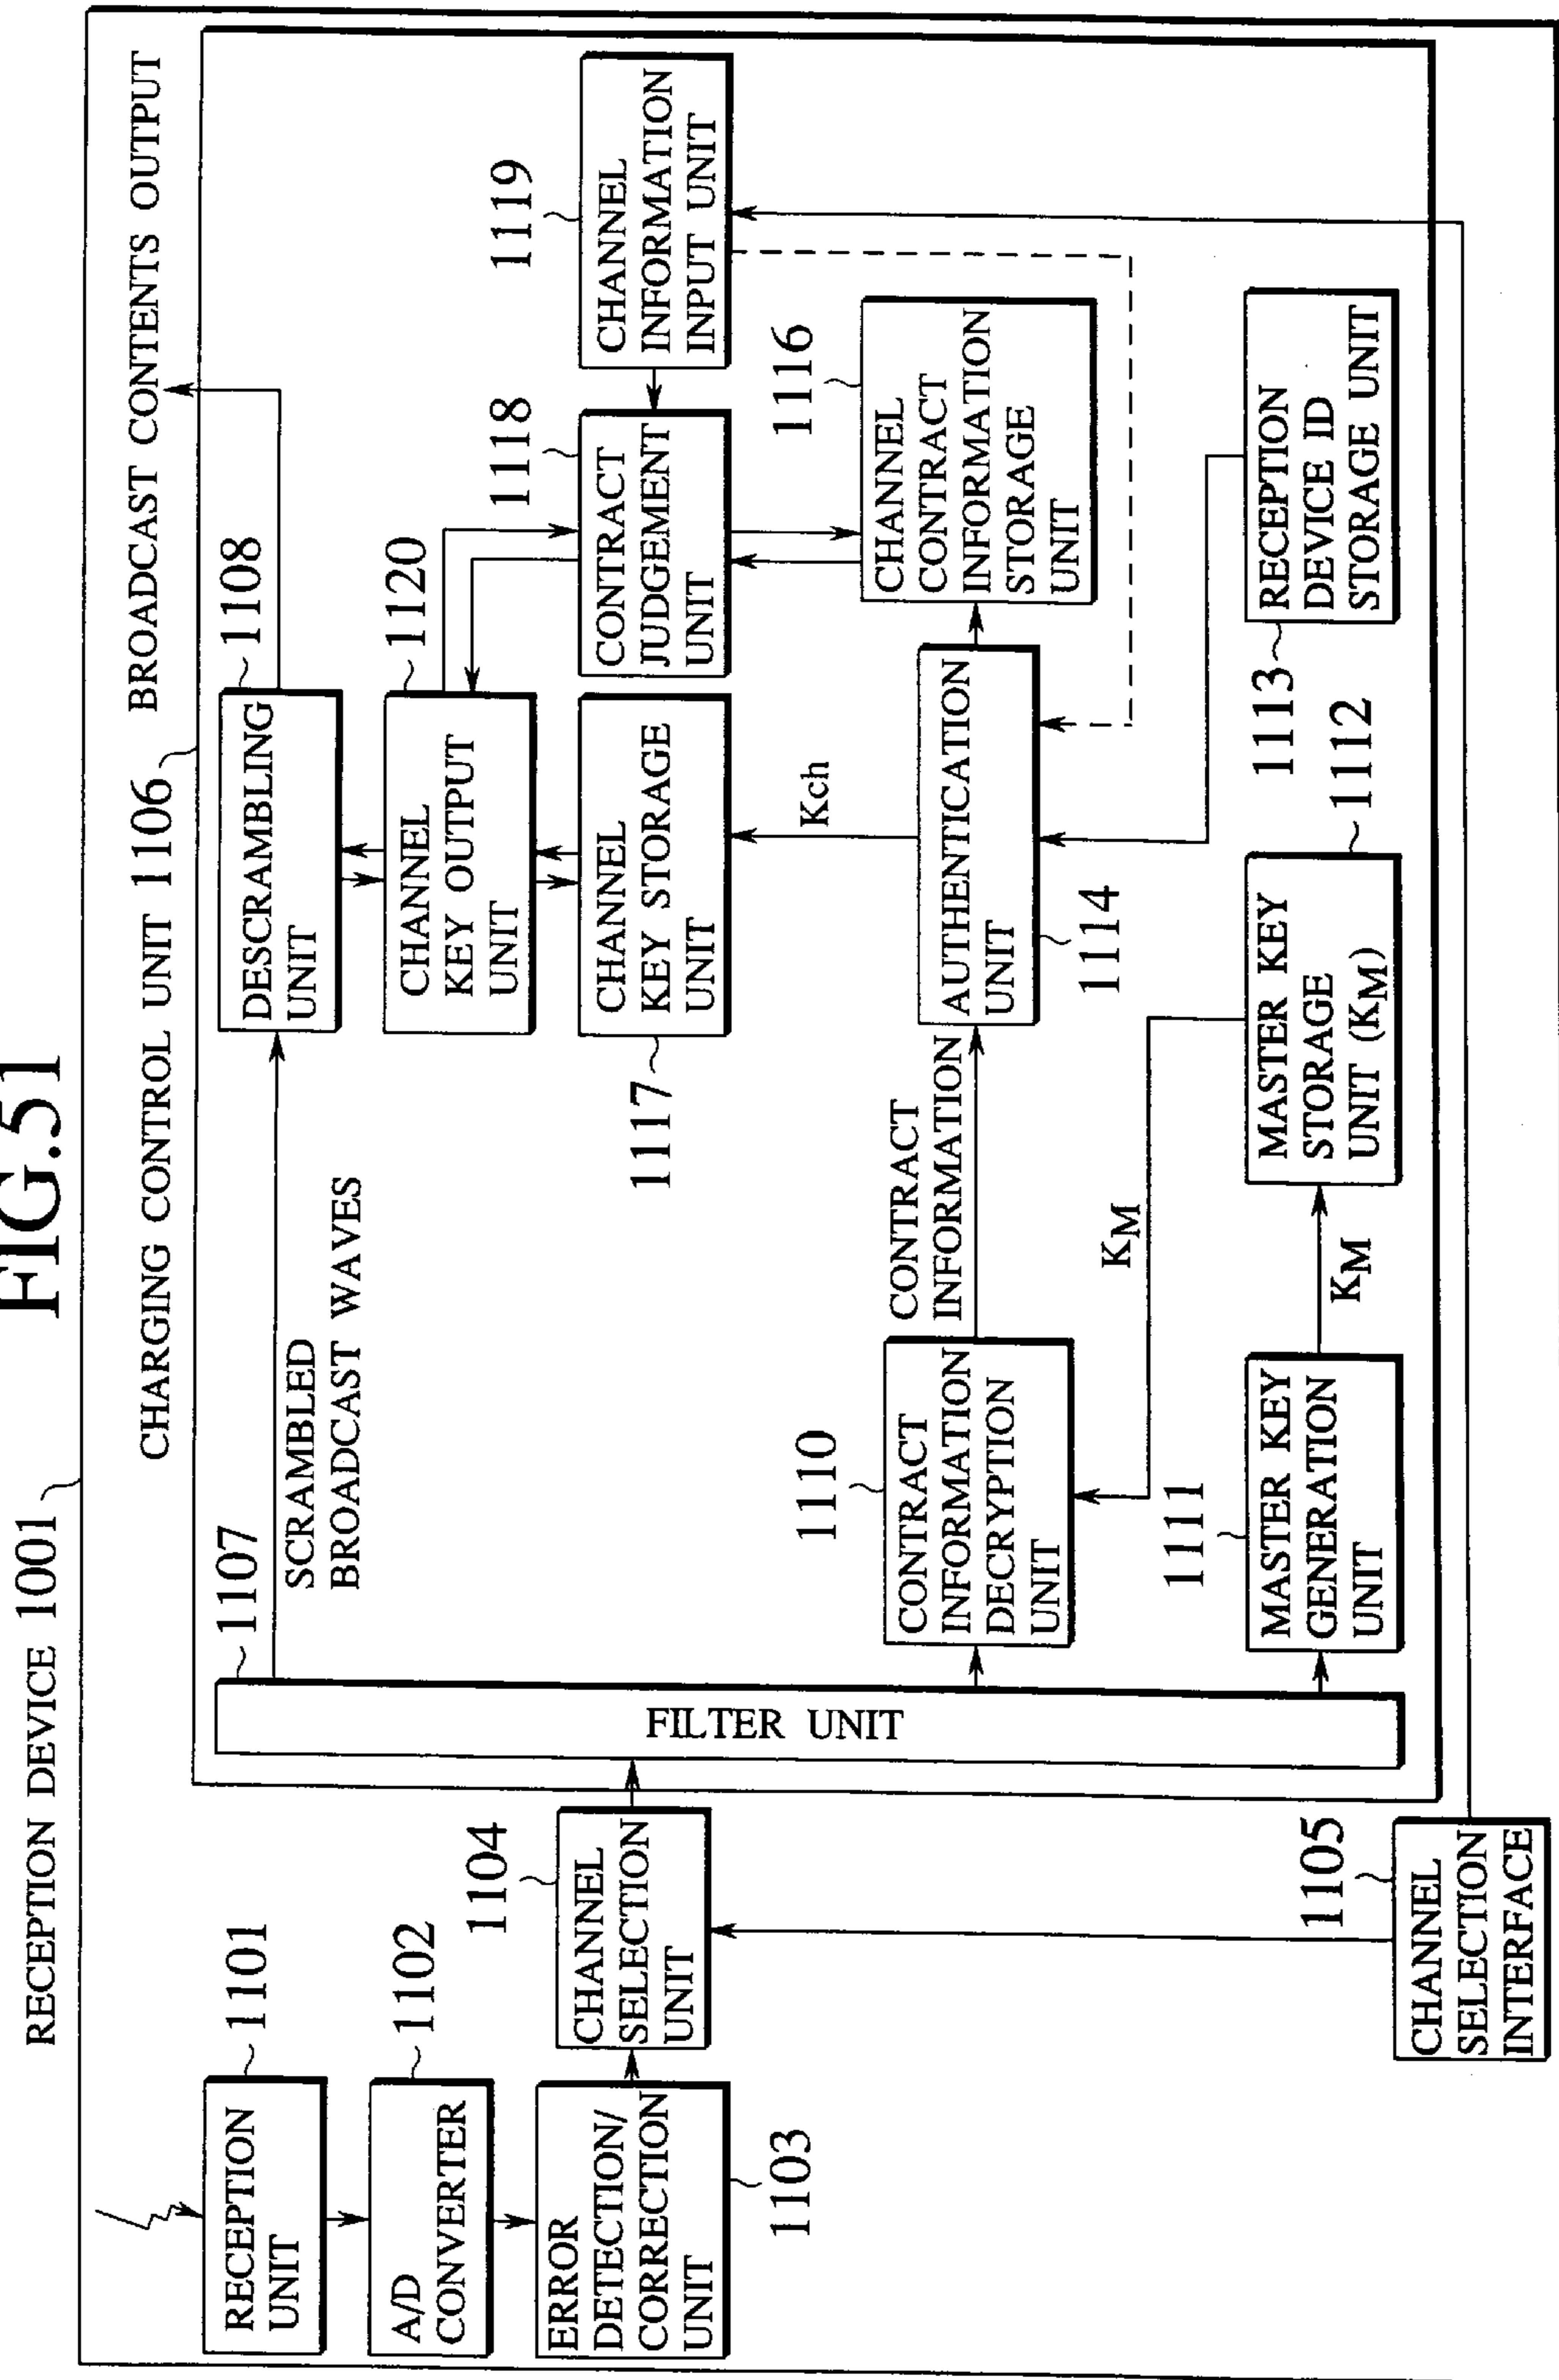 FIG.51
RECEPTION DEVICE 1001
CHARGING CONTROL UNIT 1106
BROADCAST CONTENTS OUTPUT
1101
RECEPTION
UNIT
1102
A/D
CONVERTER
ERROR
DETECTION/
CORRECTION
UNIT
1103
1104
CHANNEL
SELECTION
UNIT
1105
CHANNEL
SELECTION
INTERFACE
1107
FILTER UNIT
SCRAMBLED
BROADCAST WAVES
1108
DESCRAMBLING
UNIT
1120
CHANNEL
KEY OUTPUT
UNIT
CHANNEL
KEY STORAGE
UNIT
1117
1118
CONTRACT
JUDGEMENT
UNIT
1119
CHANNEL
INFORMATION
INPUT UNIT
1110
CONTRACT
INFORMATION
DECRYPTION
UNIT
CONTRACT
INFORMATION
Kch
AUTHENTICATION
UNIT
1114
1116
CHANNEL
CONTRACT
INFORMATION
STORAGE
UNIT
KM
1111
MASTER KEY
GENERATION
UNIT
KM
1112
MASTER KEY
STORAGE
UNIT (KM)
1113
RECEPTION
DEVICE ID
STORAGE UNIT